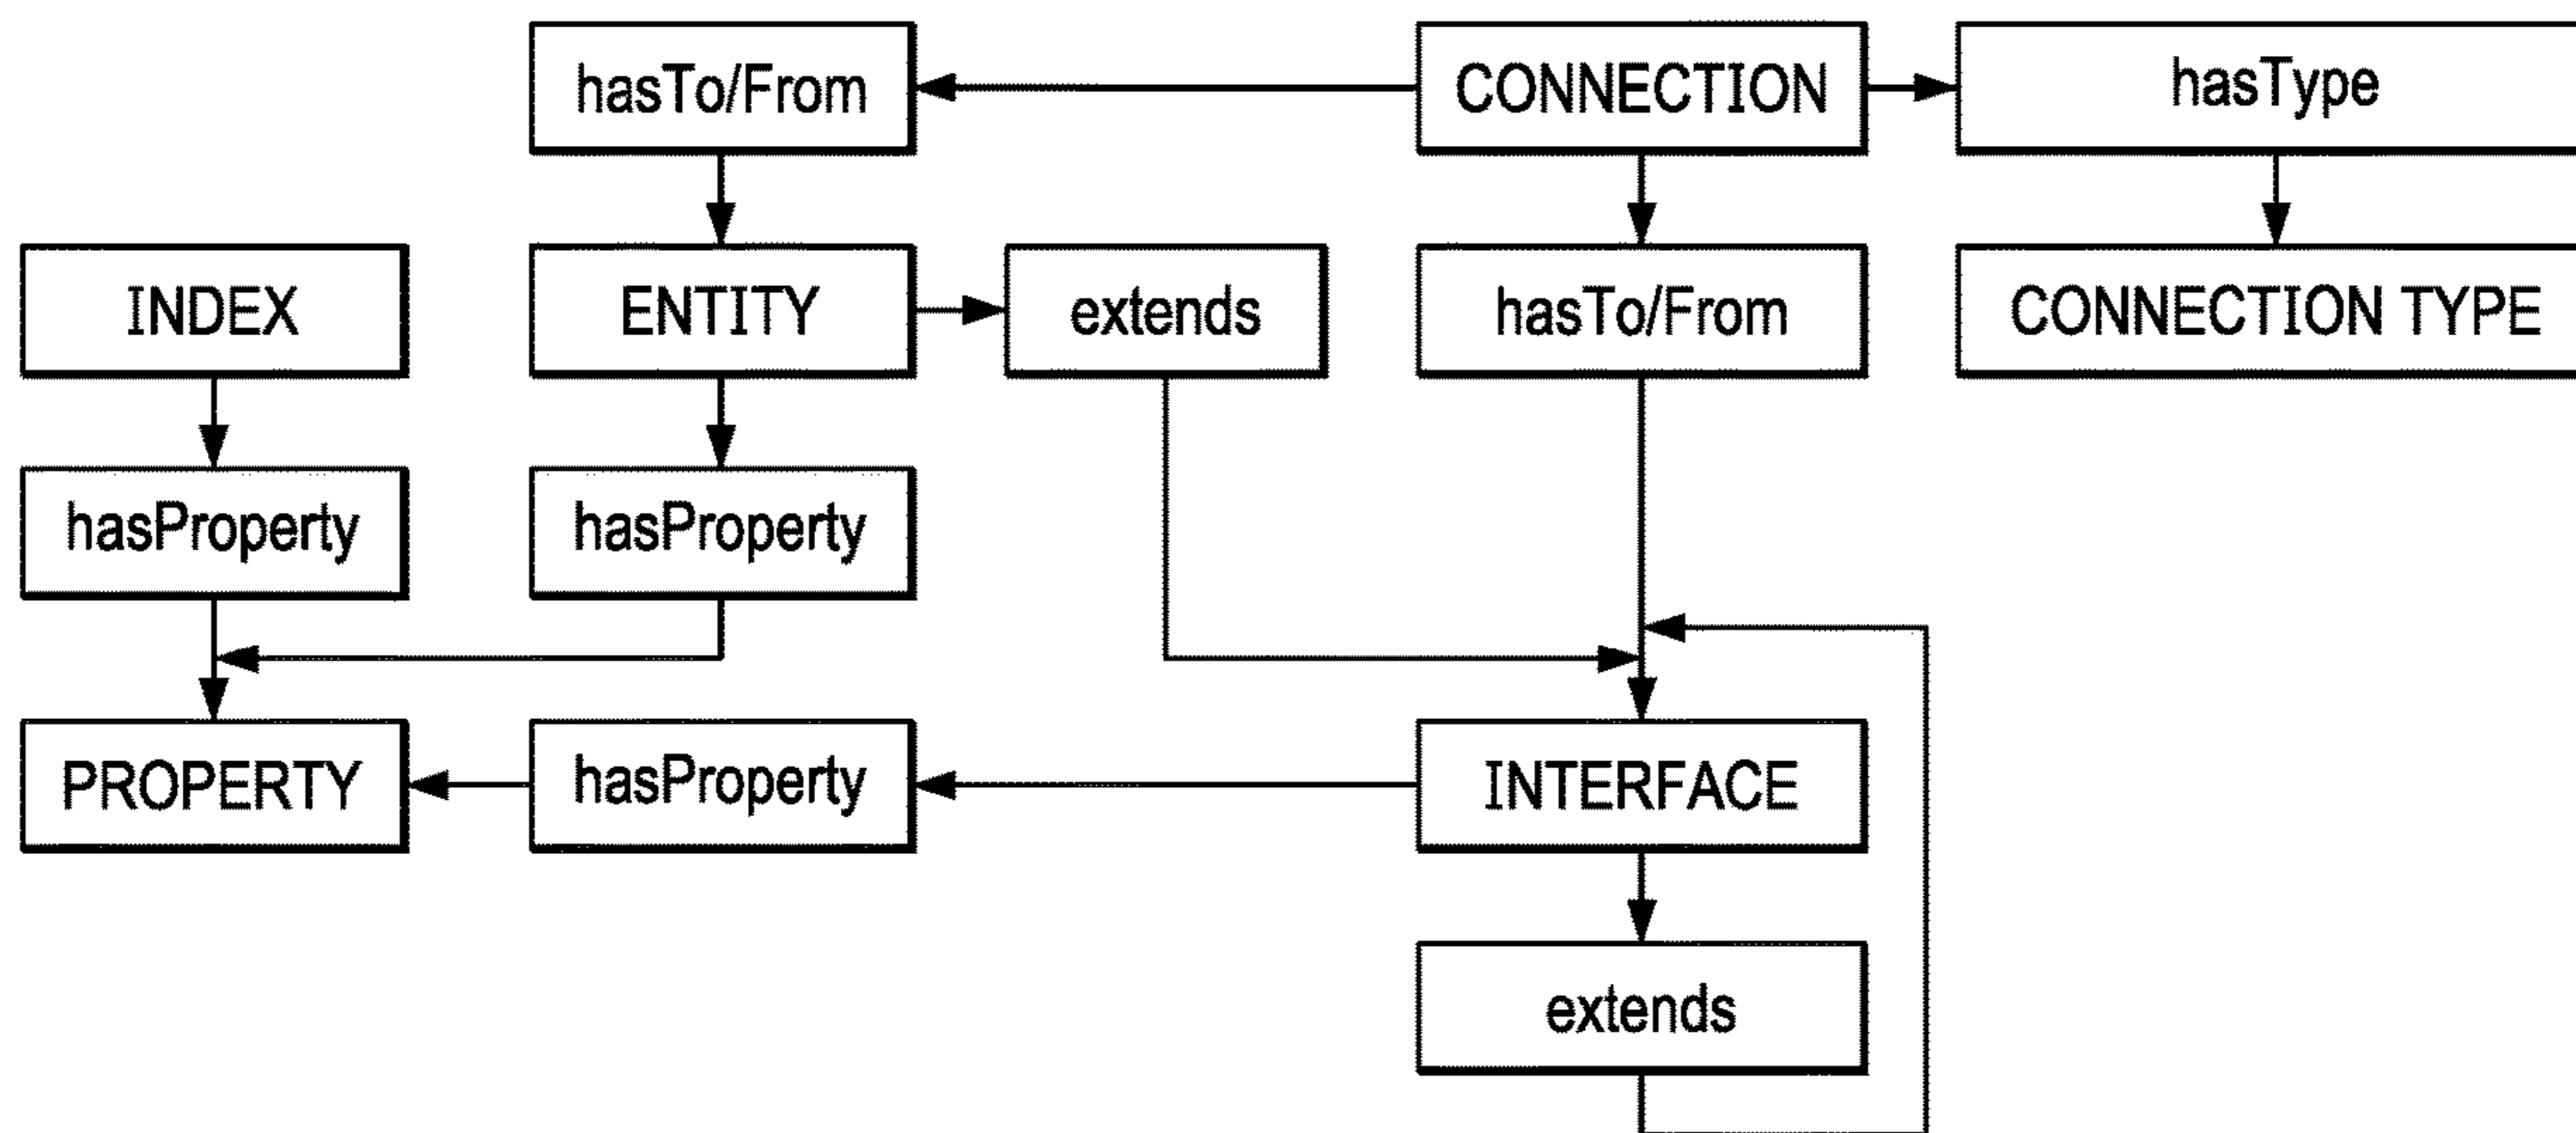 hasTo/From
CONNECTION
hasType
INDEX
ENTITY
extends
hasTo/From
CONNECTION TYPE
hasProperty
hasProperty
PROPERTY
hasProperty
INTERFACE
extends